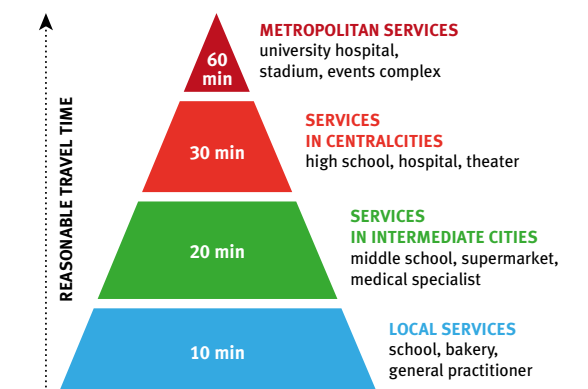 METROPOLITAN SERVICES
university hospital,
stadium, events complex
60
min
SERVICES
IN CENTRALCITIES
high school, hospital, theater
30 min
SERVICES
IN INTERMEDIATE CITIES
middle school, supermarket,
medical specialist
20 min
LOCAL SERVICES
school, bakery,
general practitioner
10 min
REASONABLE TRAVEL TIME